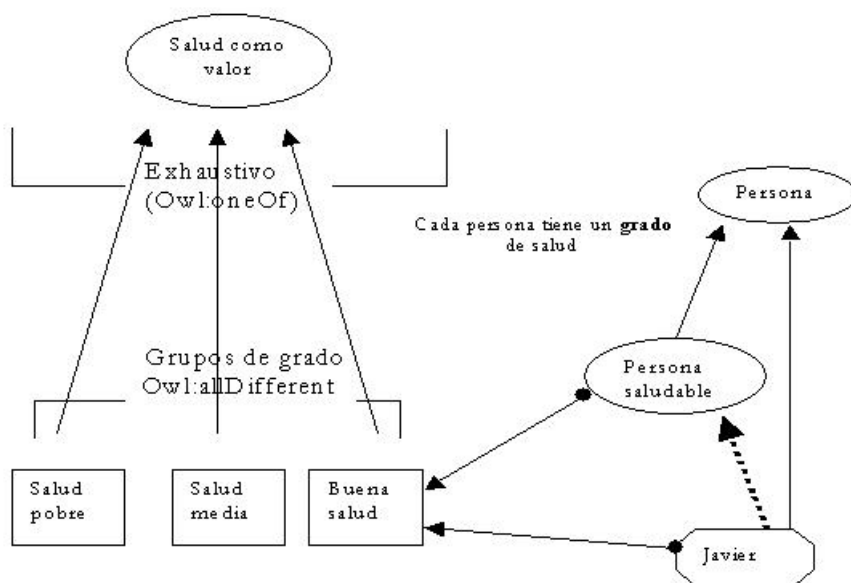 Salud como
valor
Exhaustivo
(Owl:oneOf)
Persona
Cada persona tiene un grado
de salud
Grupos de grado
Owl:allDifferent
Persona
saludable
Salud
pobre
Salud
media
Buena
salud
Javier